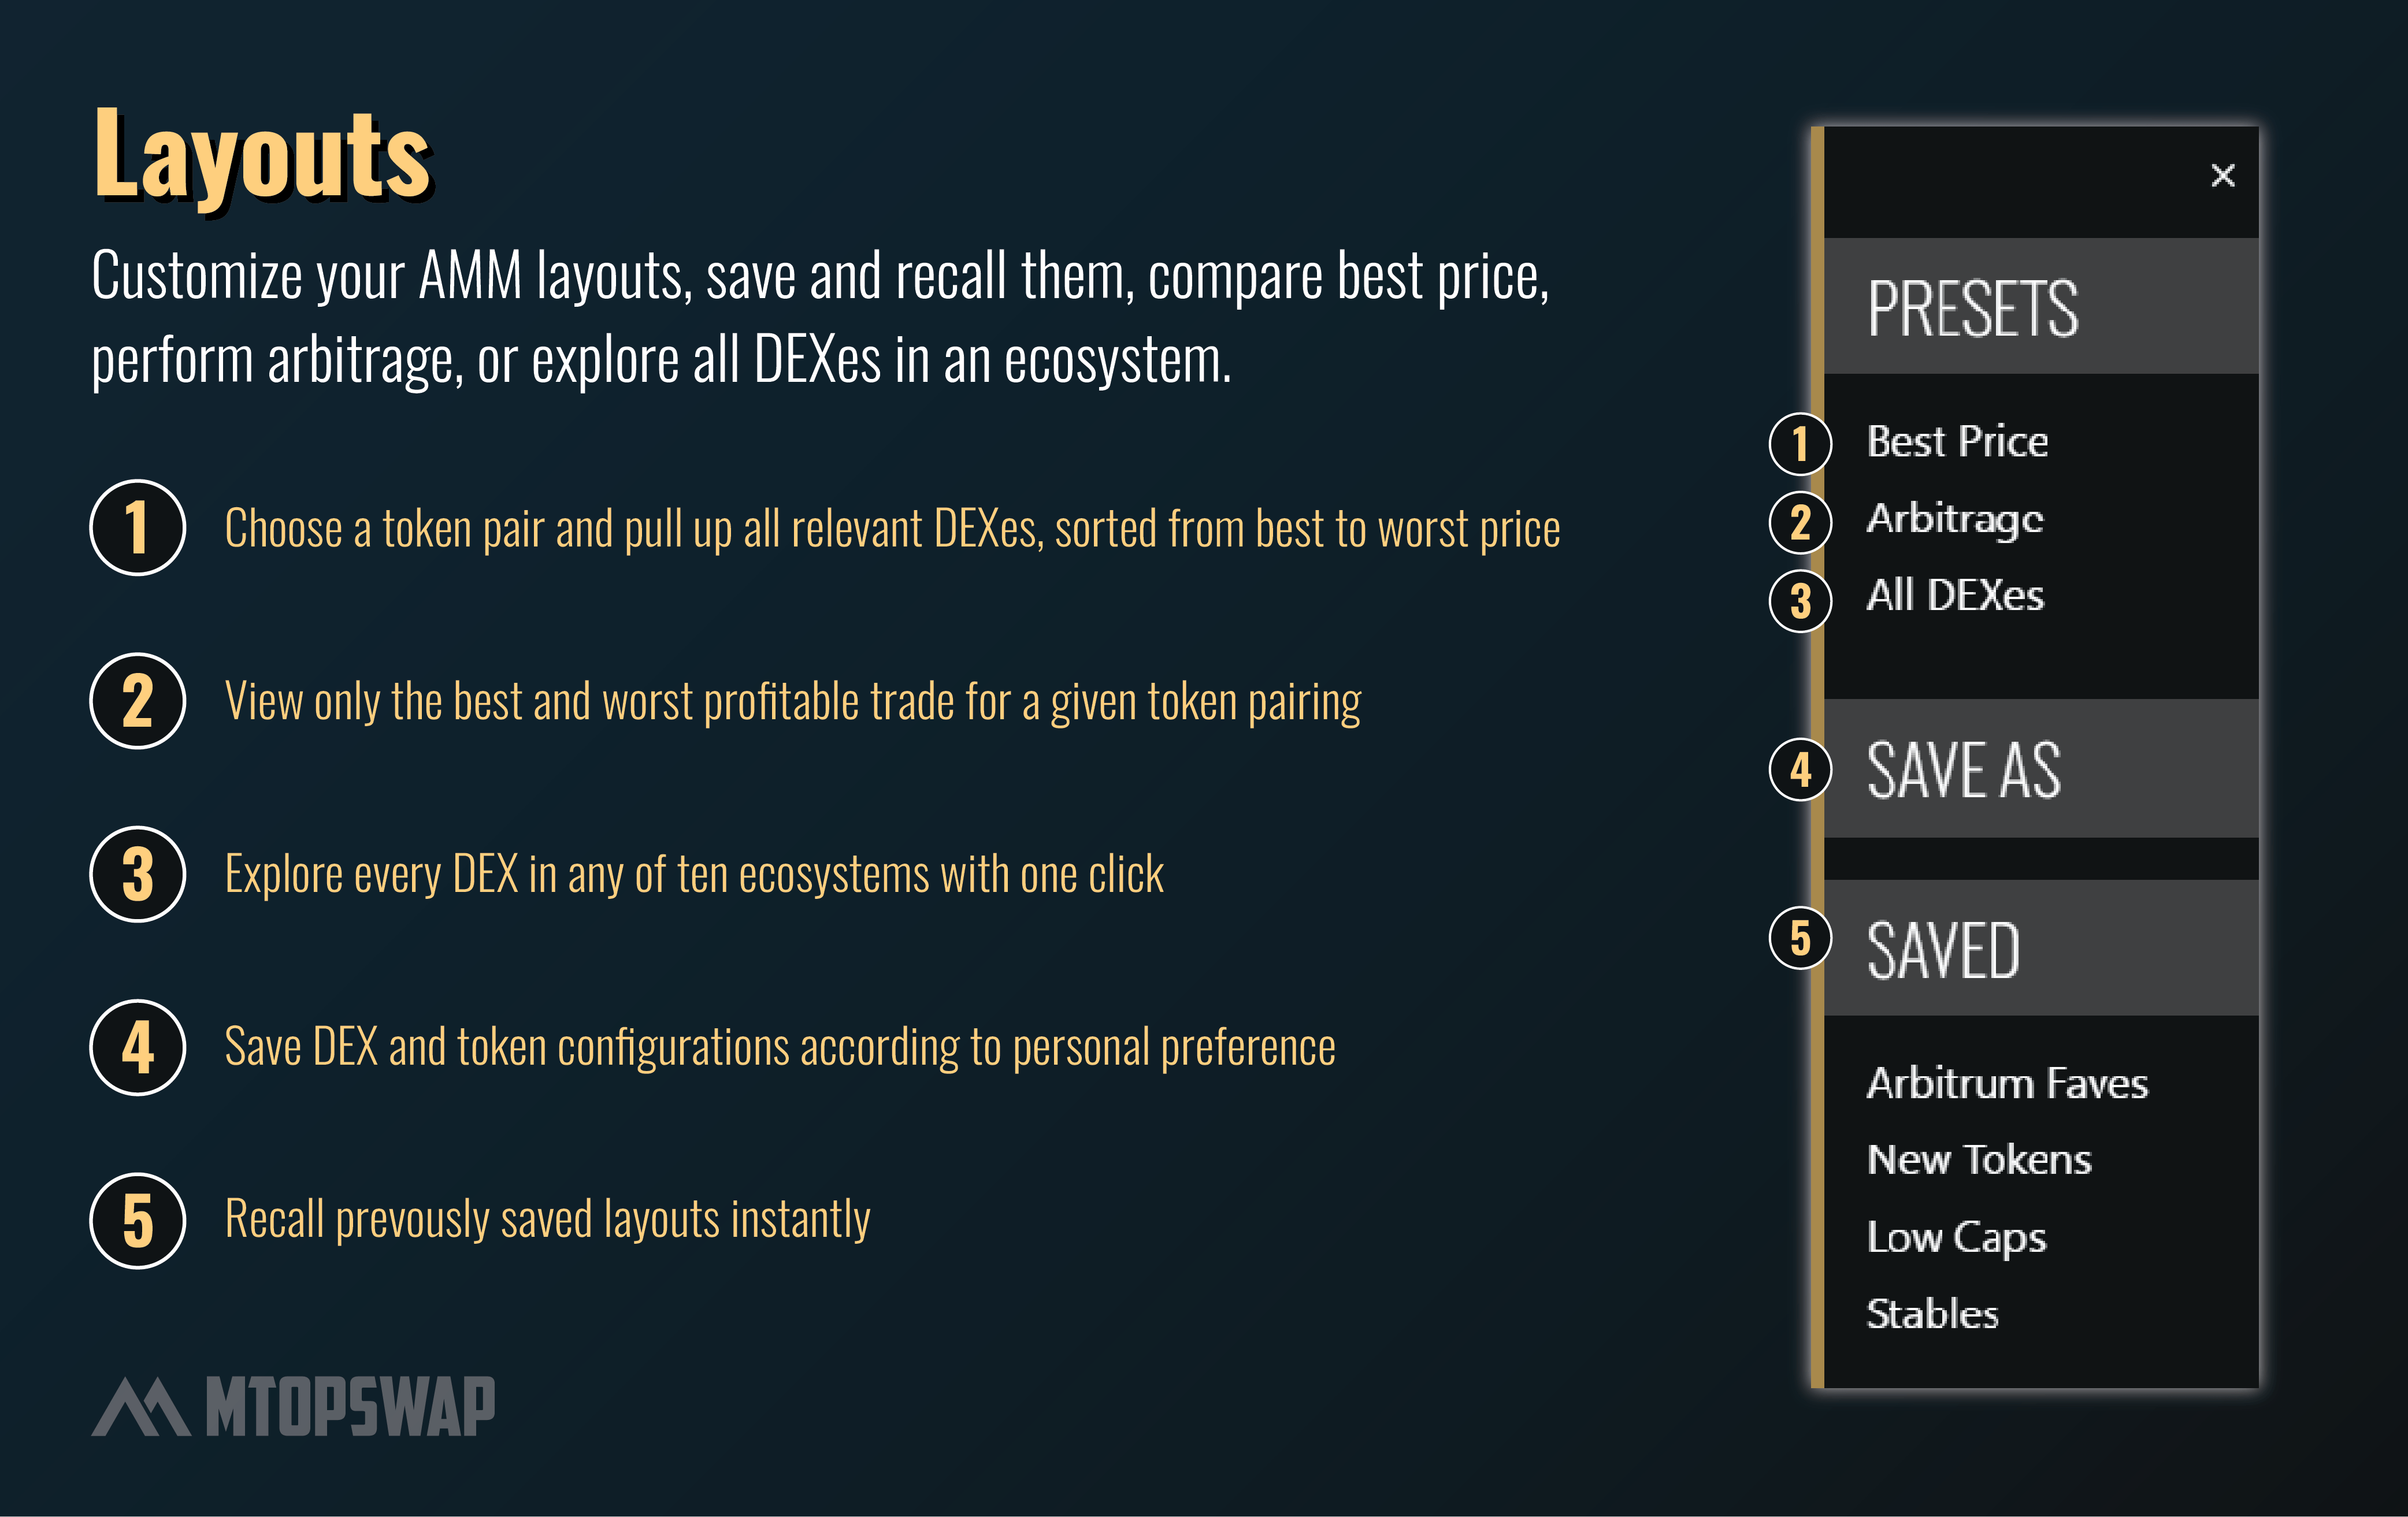 Layouts
Customize your AMM layouts, save and recall them, compare best price,
perform arbitrage, or explore all DEXes in an ecosystem.
1 Choose a token pair and pull up all relevant DEXes, sorted from best to worst price
2 View only the best and worst profitable trade for a given token pairing
3 Explore every DEX in any of ten ecosystems with one click
4 Save DEX and token configurations according to personal preference
5 Recall prevously saved layouts instantly
MTOPSWAP
×
PRESETS
1 Best Price
2 Arbitrage
3 All DEXes
4 SAVE AS
5 SAVED
Arbitrum Faves
New Tokens
Low Caps
Stables